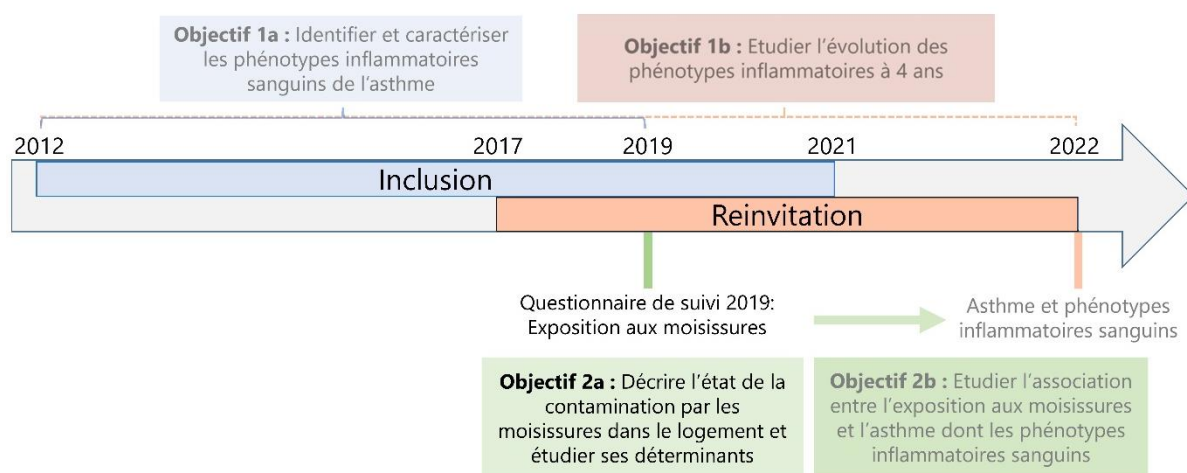 Objectif 1a : Identifier et caractériser
les phénotypes inflammatoires
sanguins de l'asthme
Objectif 1b : Etudier l'évolution des
phénotypes inflammatoires à 4 ans
2012
2017
2019
2021
2022
Inclusion
Reinvitation
Questionnaire de suivi 2019:
Exposition aux moisissures
Asthme et phénotypes
inflammatoires sanguins
Objectif 2a : Décrire l'état de la
contamination par les
moisissures dans le logement et
étudier ses déterminants
Objectif 2b : Etudier l'association
entre l'exposition aux moisissures
et l'asthme dont les phénotypes
inflammatoires sanguins